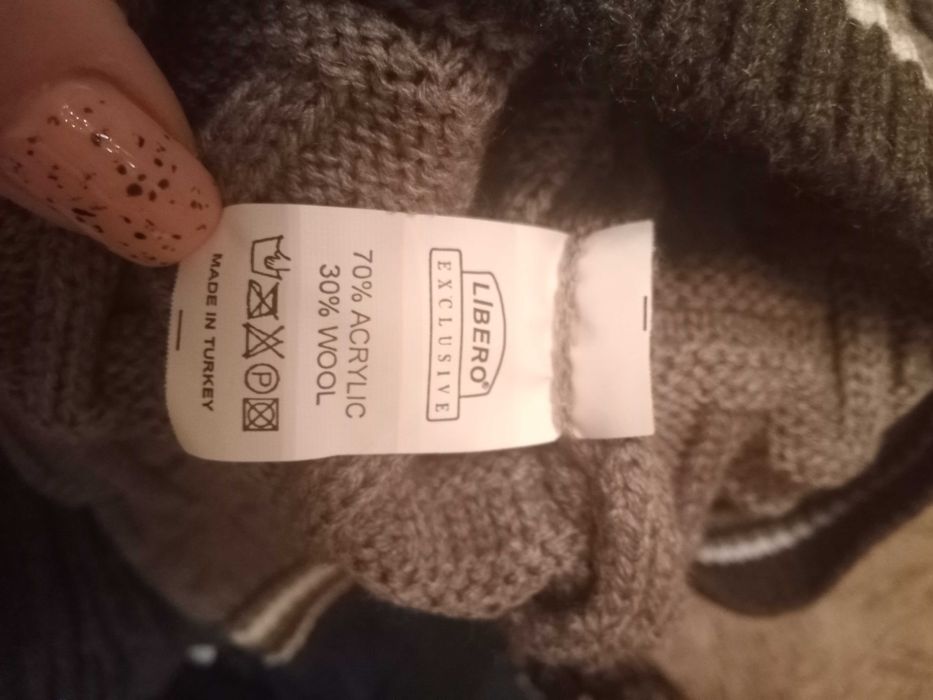 LIBERO®
EXCLUSIVE
70% ACRYLIC
30% WOOL
P
MADE IN TURKEY